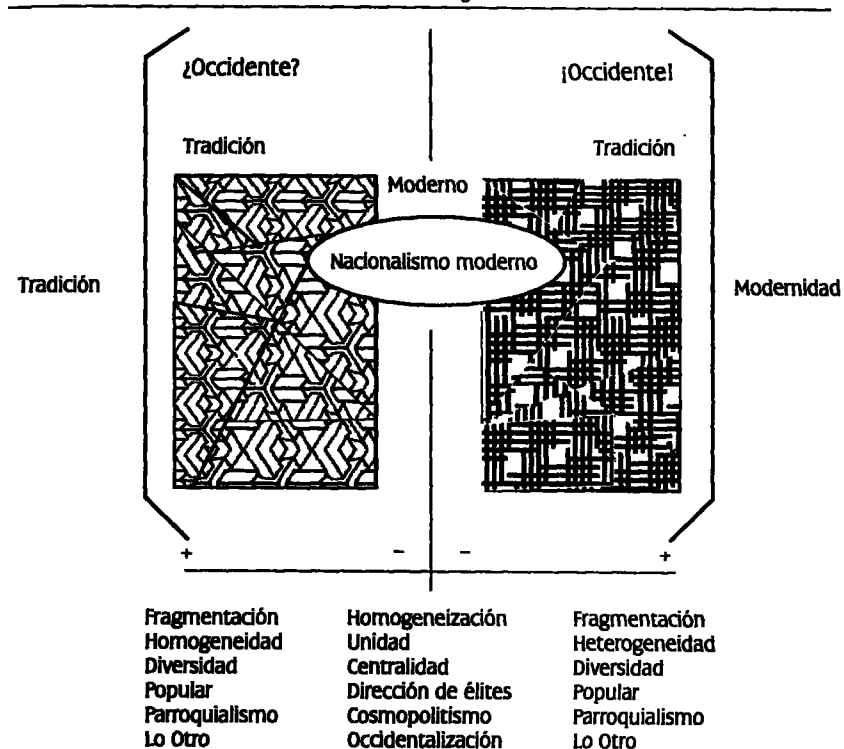 ¿Occidente?
¡Occidente!
Tradición
Tradición
Moderno
Nacionalismo moderno
Tradición
Modernidad
+ − − +
Fragmentación Homogeneización Fragmentación
Homogeneidad Unidad Heterogeneidad
Diversidad Centralidad Diversidad
Popular Dirección de élites Popular
Parroquialismo Cosmopolitismo Parroquialismo
Lo Otro Occidentalización Lo Otro